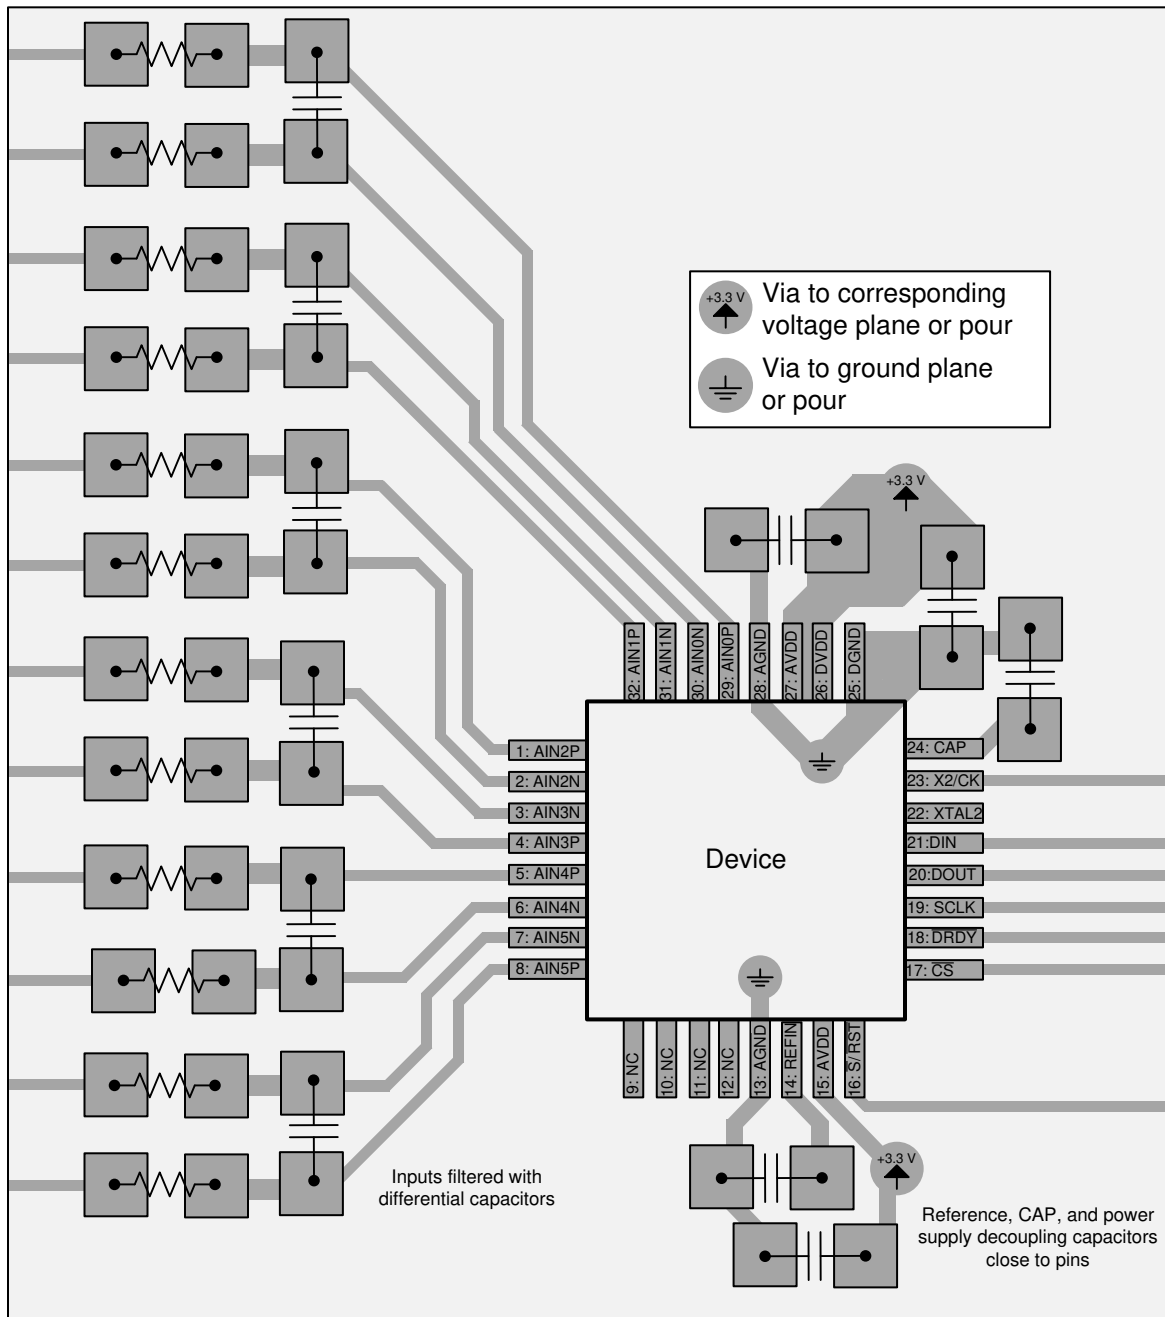 +3.3 V
Via to corresponding
voltage plane or pour
Via to ground plane
or pour
+3.3 V
32: AIN1P
31: AIN1N
30: AIN0N
29: AIN0P
28: AGND
27: AVDD
26: DVDD
25: DGND
1: AIN2P
2: AIN2N
3: AIN3N
4: AIN3P
5: AIN4P
6: AIN4N
7: AIN5N
8: AIN5P
Device
24: CAP
23: X2/CK
22: XTAL2
21:DIN
20:DOUT
19: SCLK
18: DRDY
17: CS
9: NC
10: NC
11: NC
12: NC
13: AGND
14: REFIN
15: AVDD
16: S/ RST
+3.3 V
Inputs filtered with
differential capacitors
Reference, CAP, and power
supply decoupling capacitors
close to pins